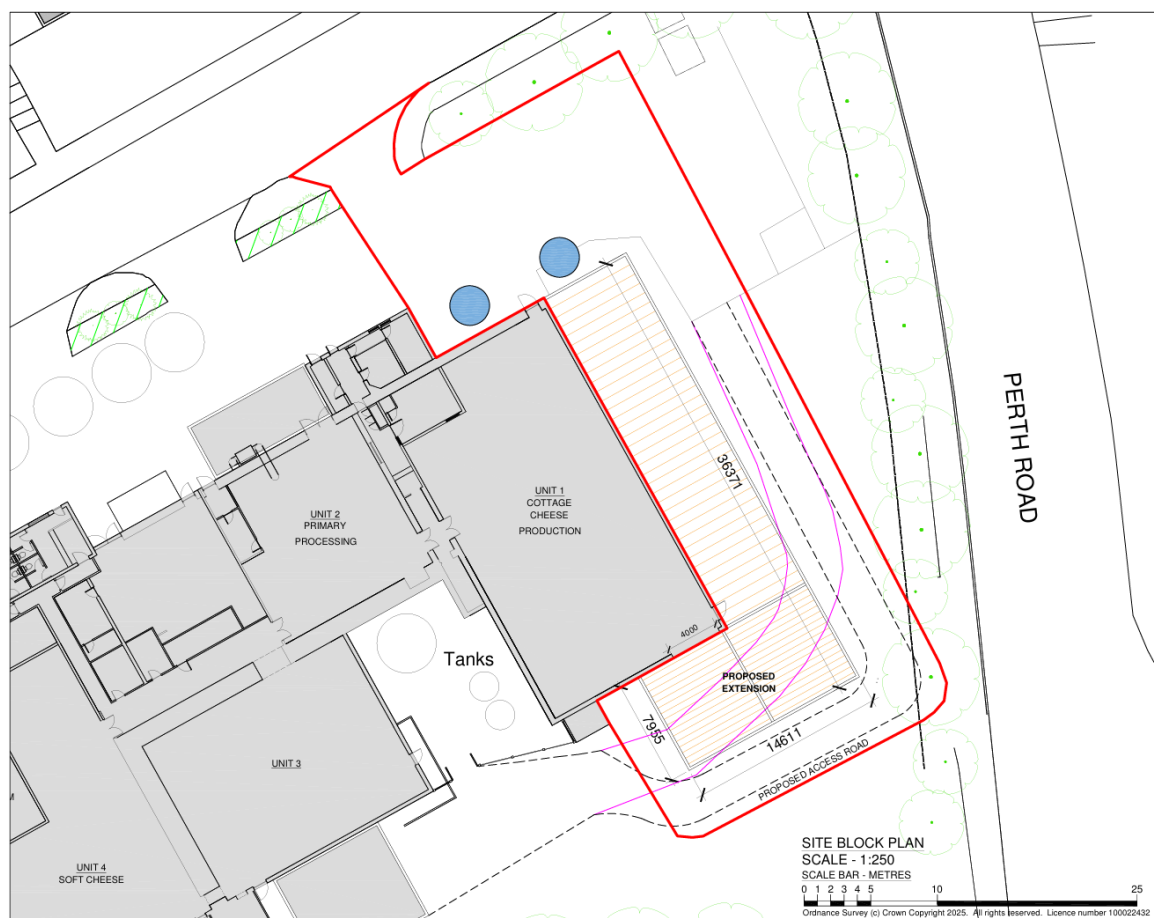 PERTH ROAD
36371
UNIT 1
COTTAGE
CHEESE
PRODUCTION
UNIT 2
PRIMARY
PROCESSING
4000
Tanks
PROPOSED
EXTENSION
7955
14611
PROPOSED ACCESS ROAD
UNIT 3
M
UNIT 4
SOFT CHEESE
SITE BLOCK PLAN
SCALE - 1:250
SCALE BAR - METRES
0 1 2 3 4 5 10 25
Ordnance Survey (c) Crown Copyright 2025. All rights reserved. Licence number 100022432